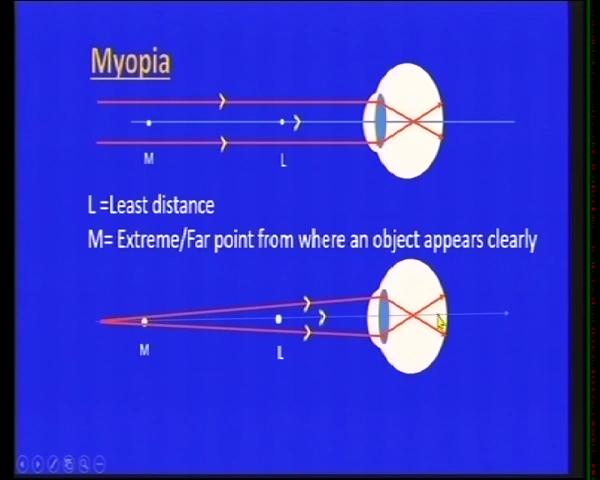 Myopia
M
L
L =Least distance
M= Extreme/Far point from where an object appears clearly
M
L